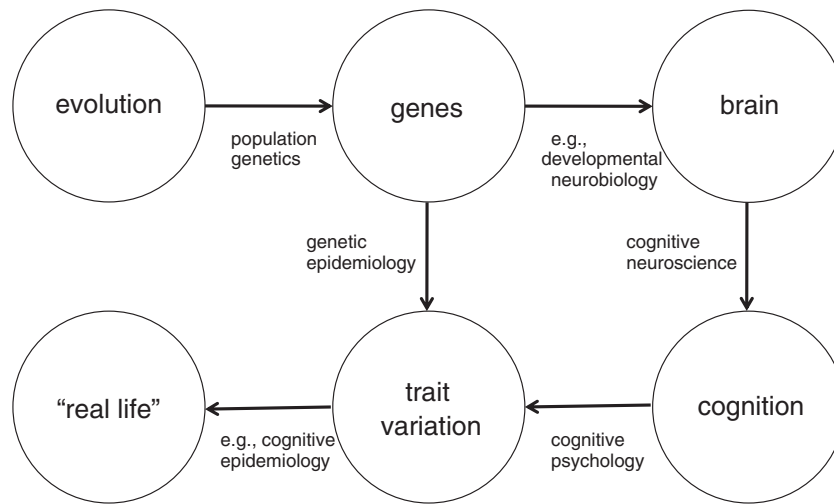 evolution
genes
brain
population
genetics
e.g.,
developmental
neurobiology
genetic
epidemiology
cognitive
neuroscience
“real life”
trait
variation
cognition
e.g., cognitive
epidemiology
cognitive
psychology